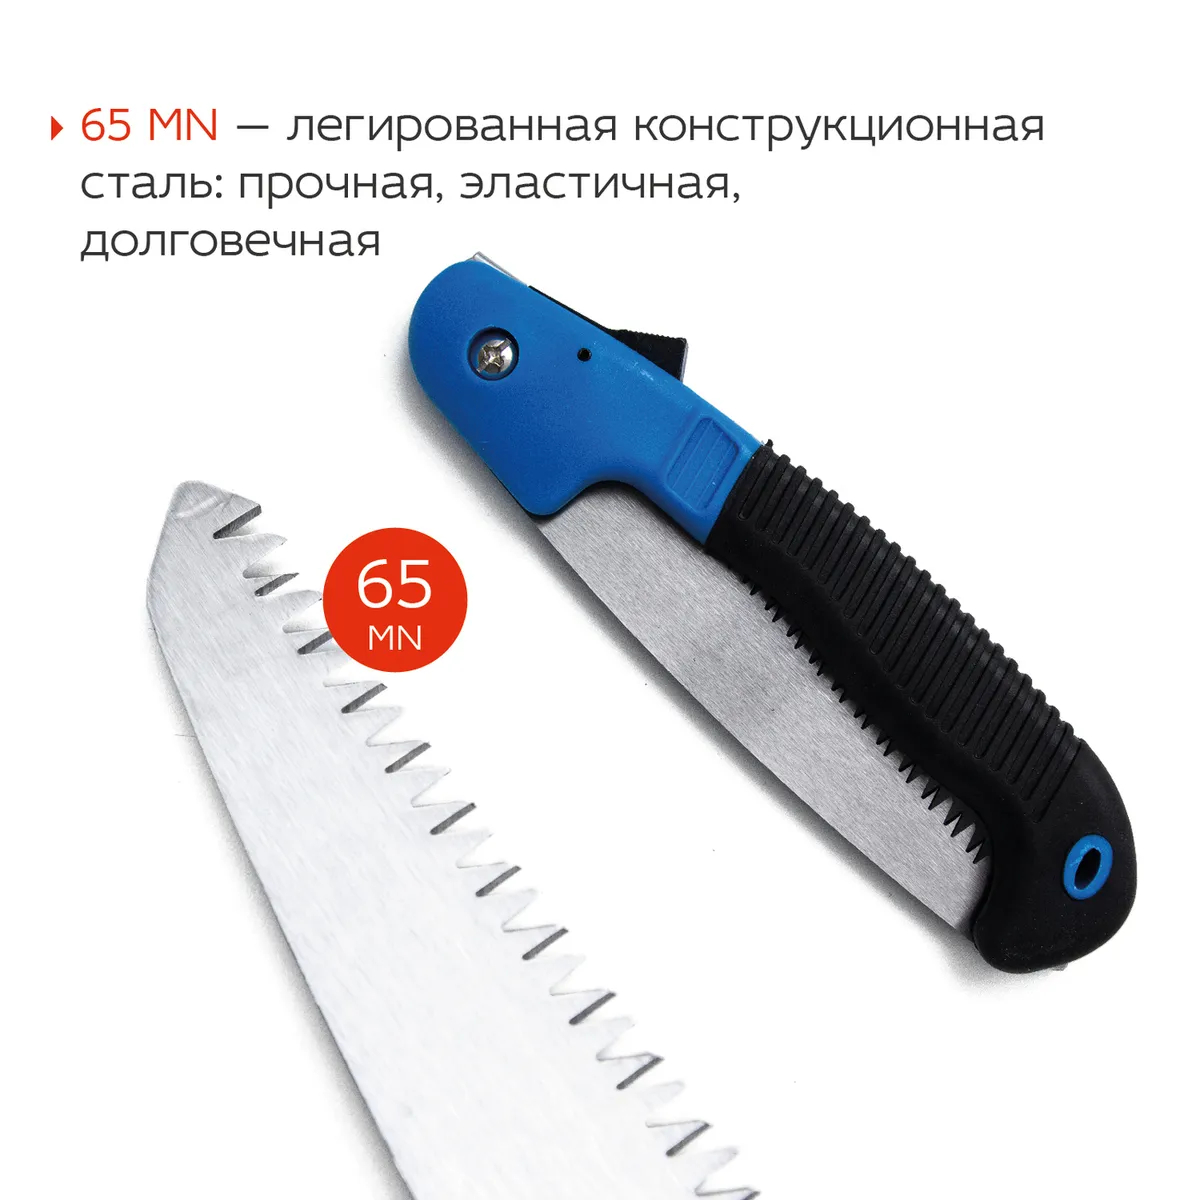 65 MN — легированная конструкционная
сталь: прочная, эластичная,
долговечная
65
MN